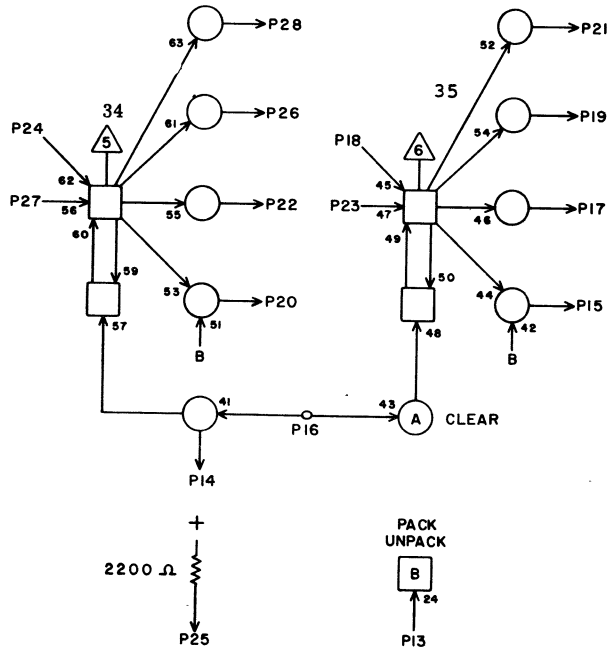 63
P28
52
P21
34
35
P24
5
61
P26
P18
6
54
P19
62
45
P27
56
55
P22
P23
47
46
P17
60
59
49
50
53
P20
44
P15
57
51
48
42
B
B
41
43
A
CLEAR
P16
P14
+
PACK
UNPACK
2200 Ω
B
24
P25
P13